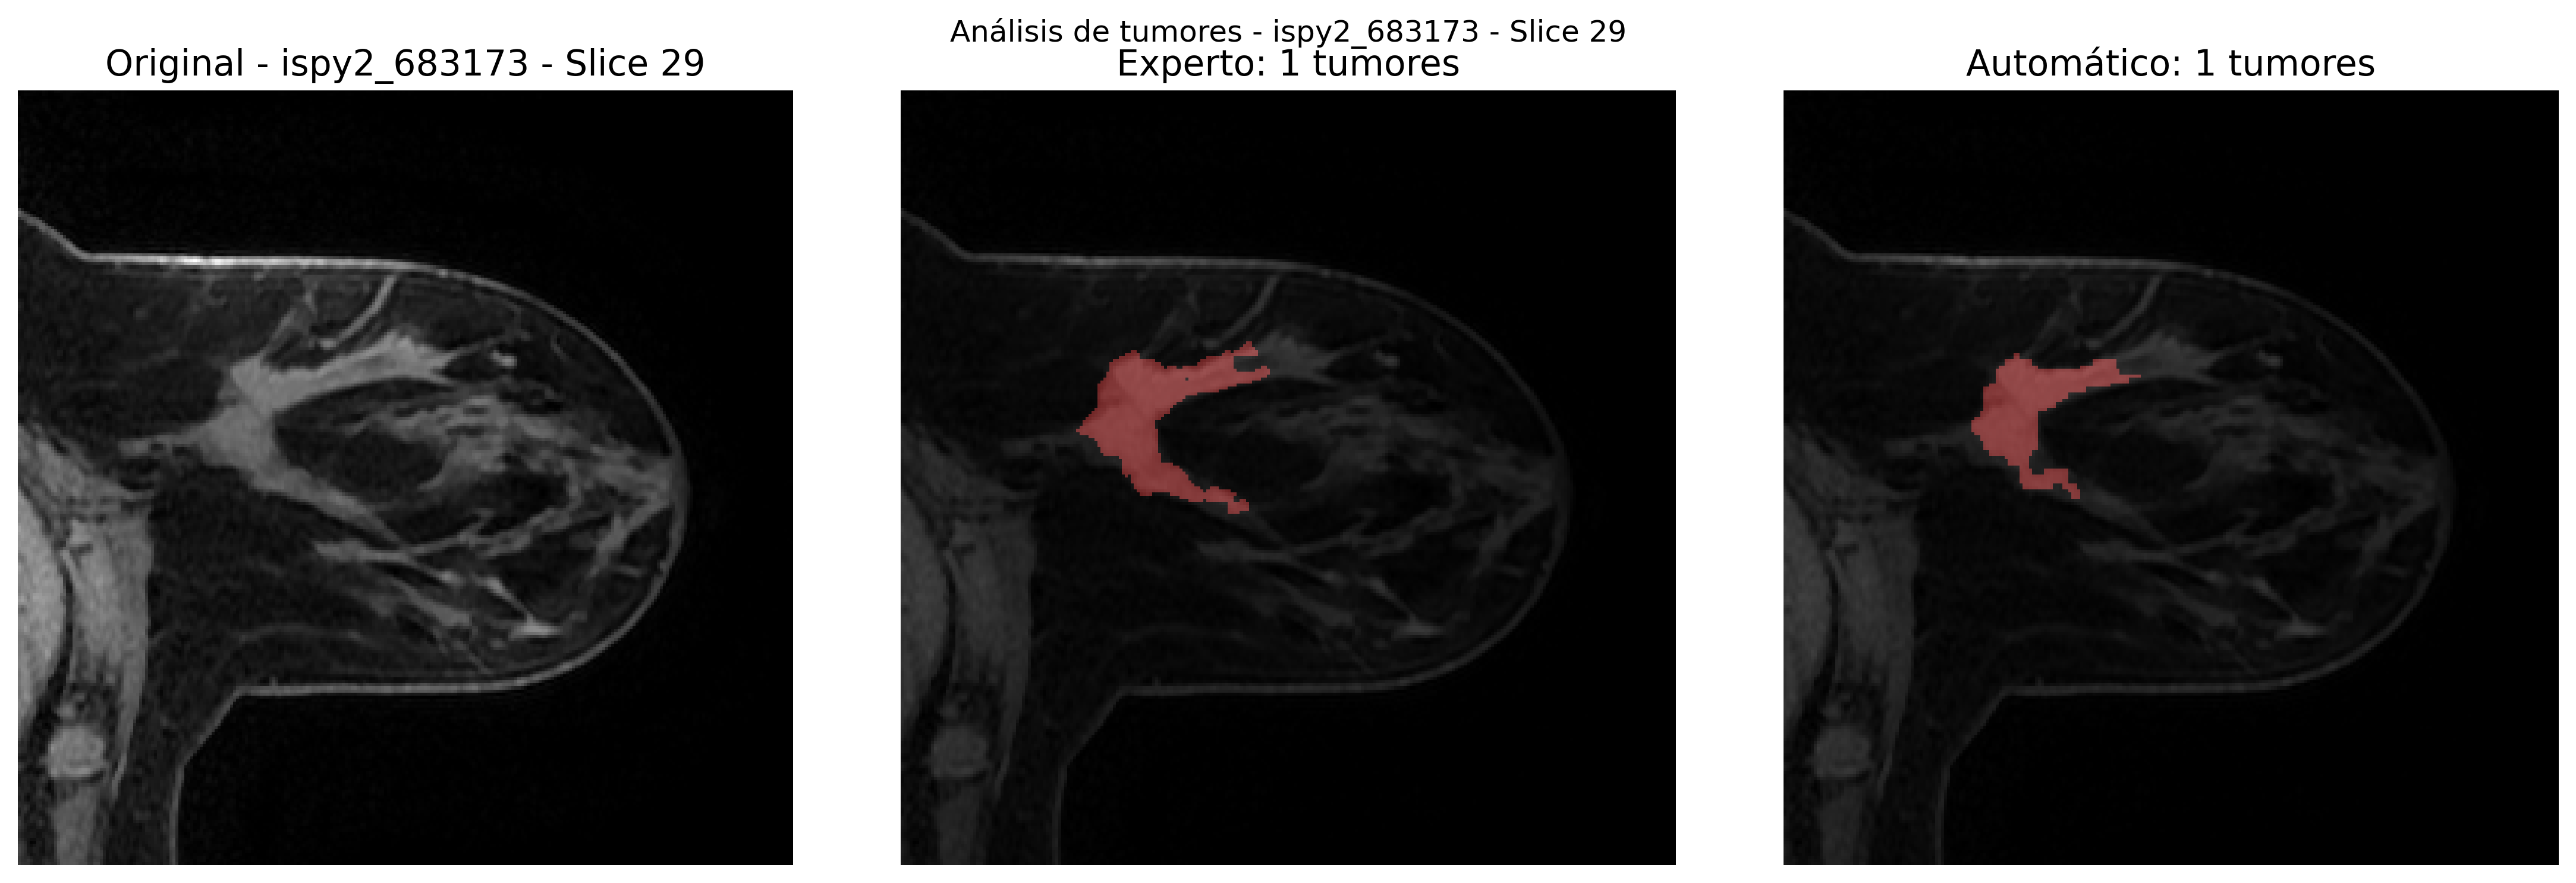 Análisis de tumores - ispy2_683173 - Slice 29
Original - ispy2_683173 - Slice 29
Experto: 1 tumores
Automático: 1 tumores